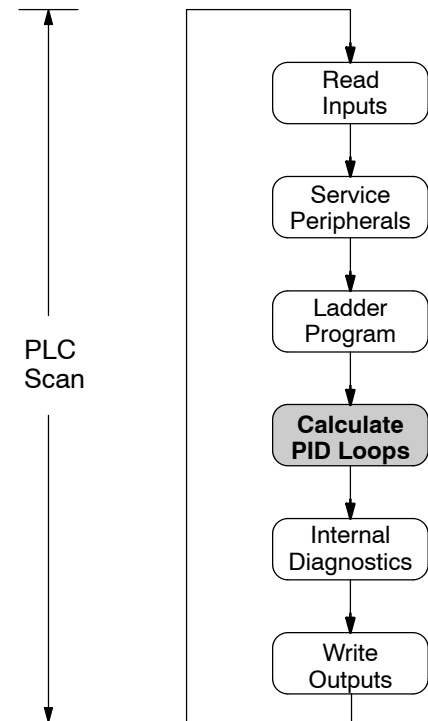 Read
Inputs
Service
Peripherals
Ladder
Program
PLC
Scan
Calculate
PID Loops
Internal
Diagnostics
Write
Outputs